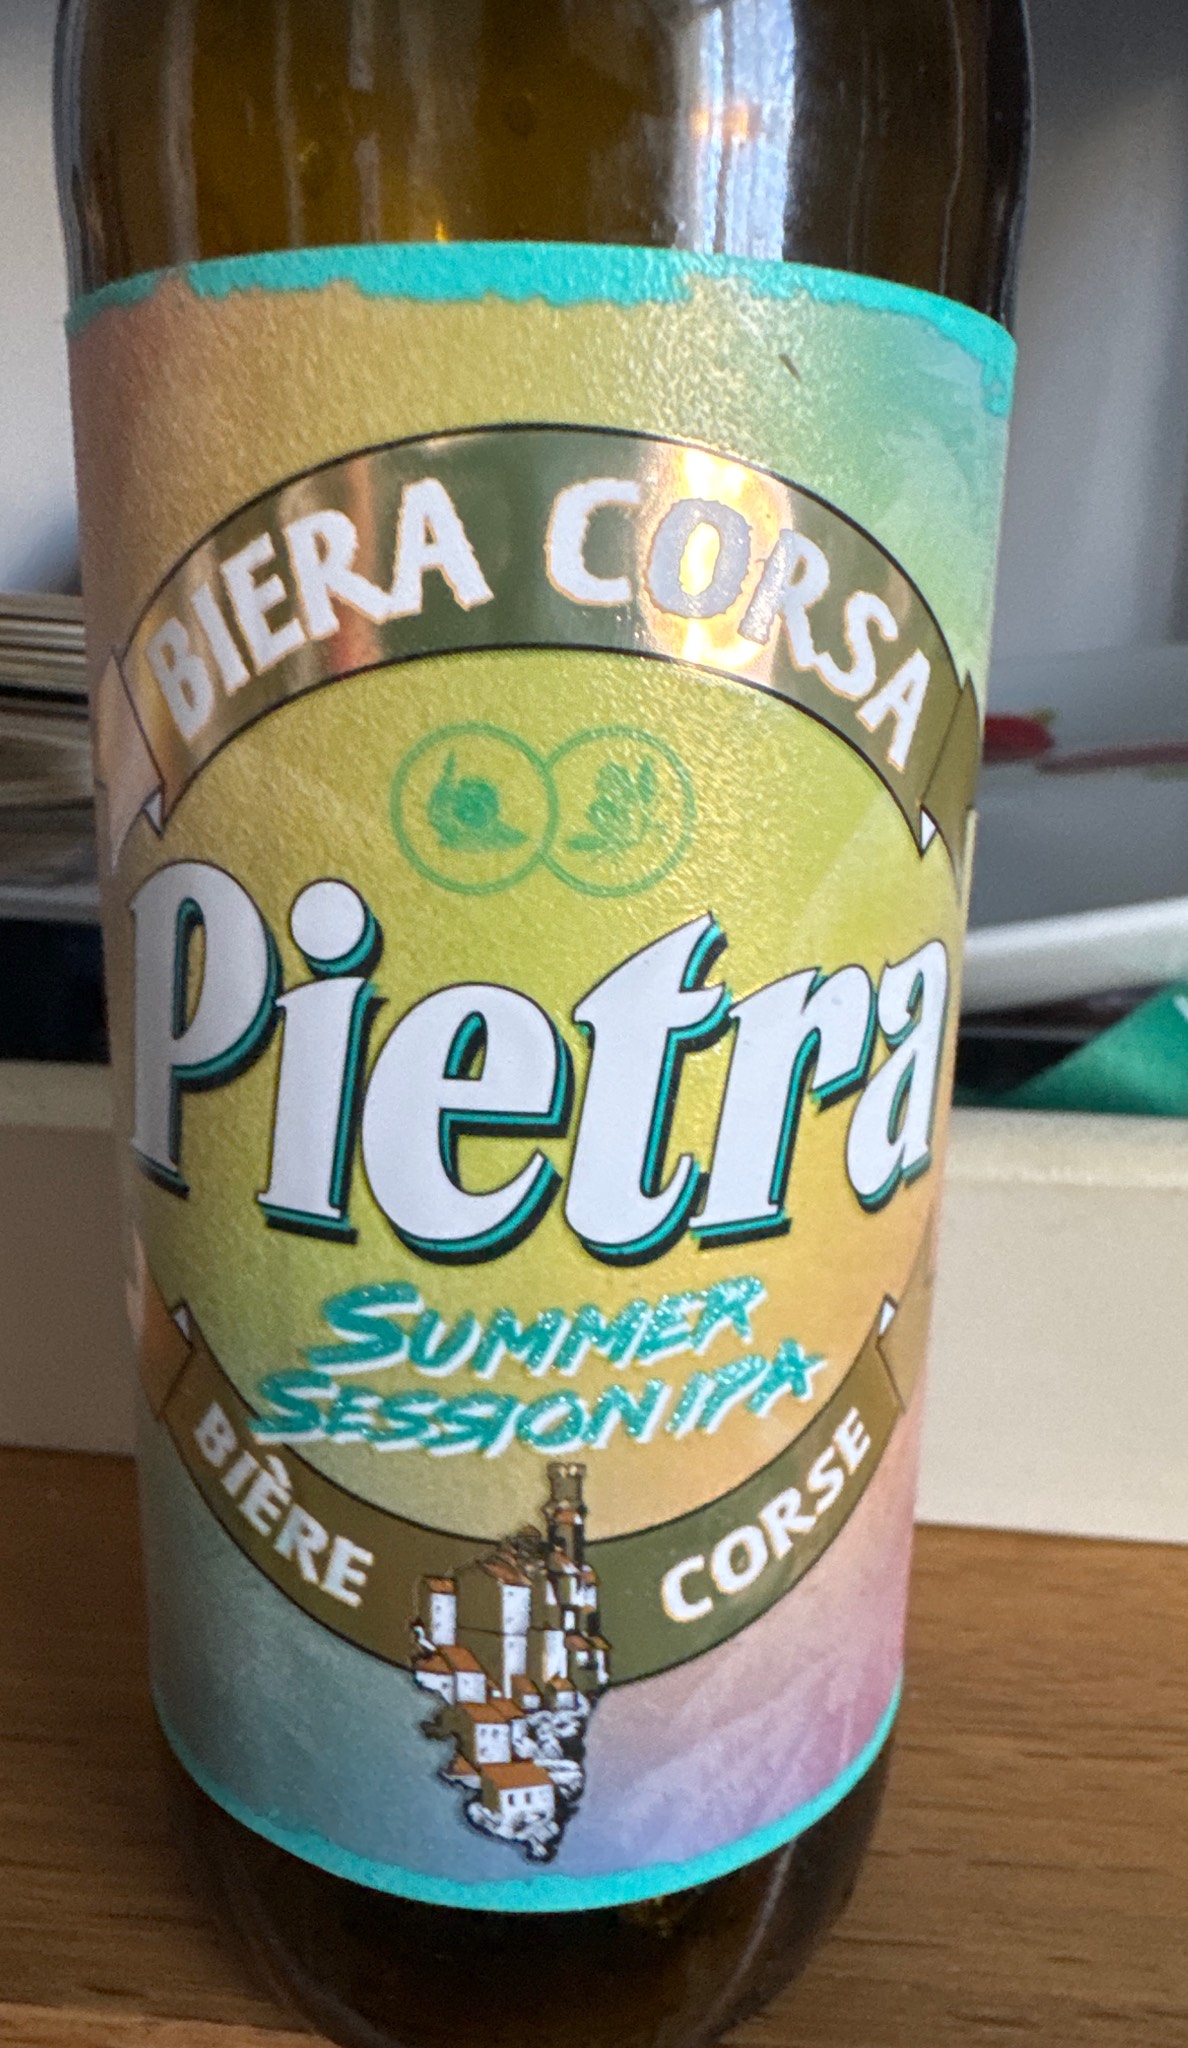 BIERA CORSA
Pietra
SUMMER
SESSION IPA
BIÈRE CORSE